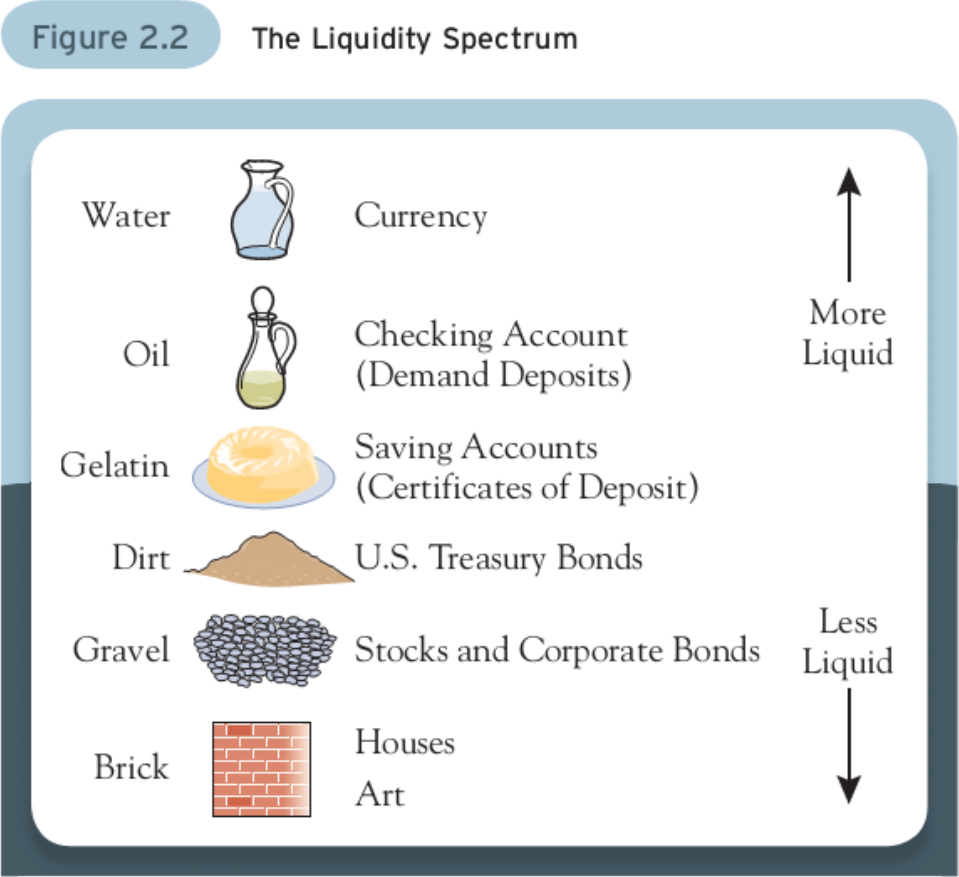 Figure 2.2 The Liquidity Spectrum
Water Currency
More
Liquid
Oil Checking Account
(Demand Deposits)
Gelatin Saving Accounts
(Certificates of Deposit)
Dirt U.S. Treasury Bonds
Gravel Stocks and Corporate Bonds
Less
Liquid
Brick Houses
Art